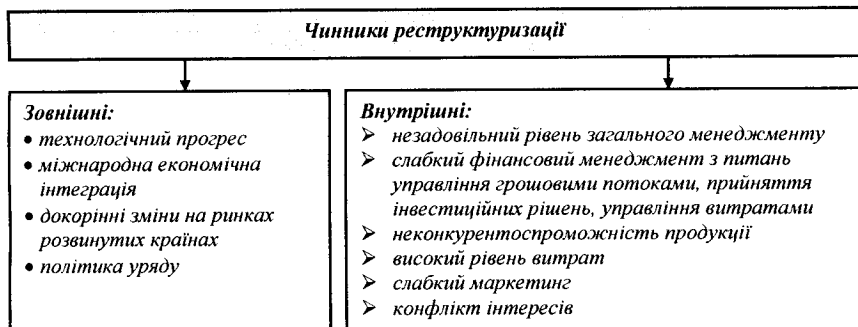 Чинники реструктуризації
Зовнішні:
• технологічний прогрес
• міжнародна економічна
інтеграція
• докорінні зміни на ринках
розвинутих країнах
• політика уряду
Внутрішні:
➢ незадовільний рівень загального менеджменту
➢ слабкий фінансовий менеджмент з питань
управління грошовими потоками, прийняття
інвестиційних рішень, управління витратами
➢ неконкурентоспроможність продукції
➢ високий рівень витрат
➢ слабкий маркетинг
➢ конфлікт інтересів